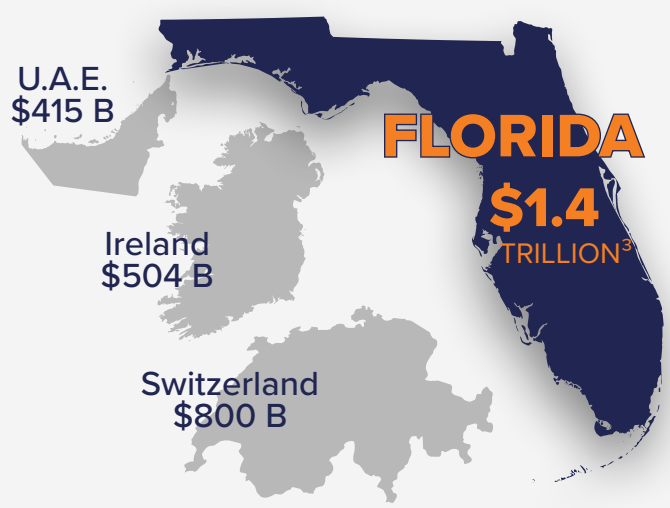 U.A.E.
$415 B
FLORIDA
$1.4
TRILLION³
Ireland
$504 B
Switzerland
$800 B